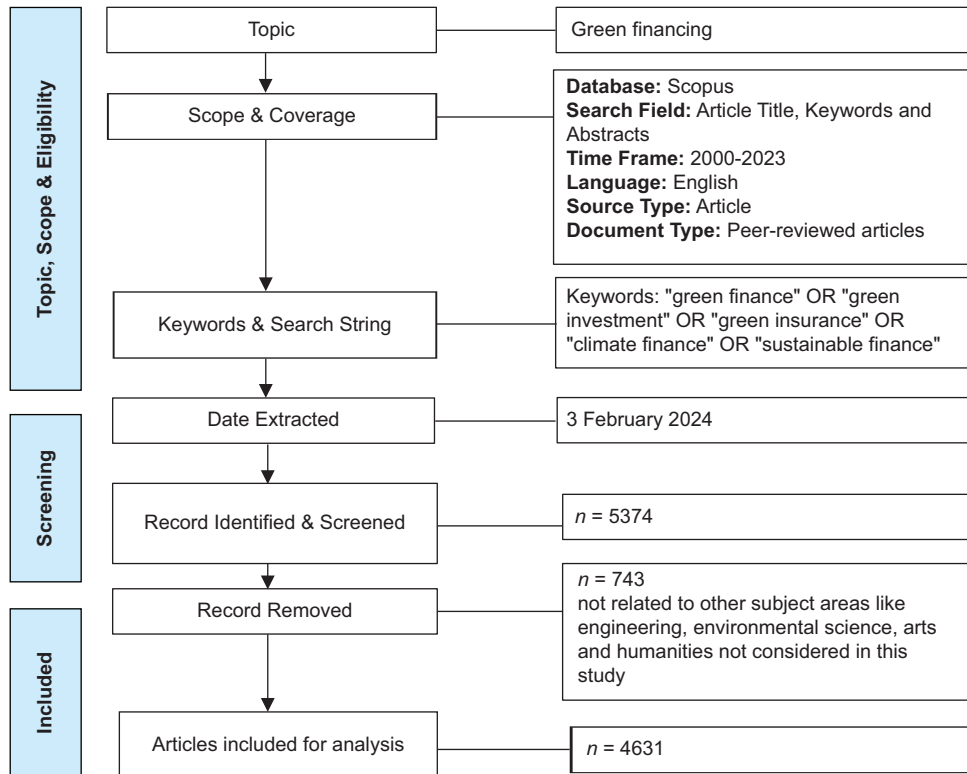 Topic, Scope & Eligibility
Topic
Green financing
Scope & Coverage
Database: Scopus
Search Field: Article Title, Keywords and
Abstracts
Time Frame: 2000-2023
Language: English
Source Type: Article
Document Type: Peer-reviewed articles
Keywords & Search String
Keywords: "green finance" OR "green
investment" OR "green insurance" OR
"climate finance" OR "sustainable finance"
Screening
Date Extracted
3 February 2024
Record Identified & Screened
n = 5374
Included
Record Removed
n = 743
not related to other subject areas like
engineering, environmental science, arts
and humanities not considered in this
study
Articles included for analysis
n = 4631